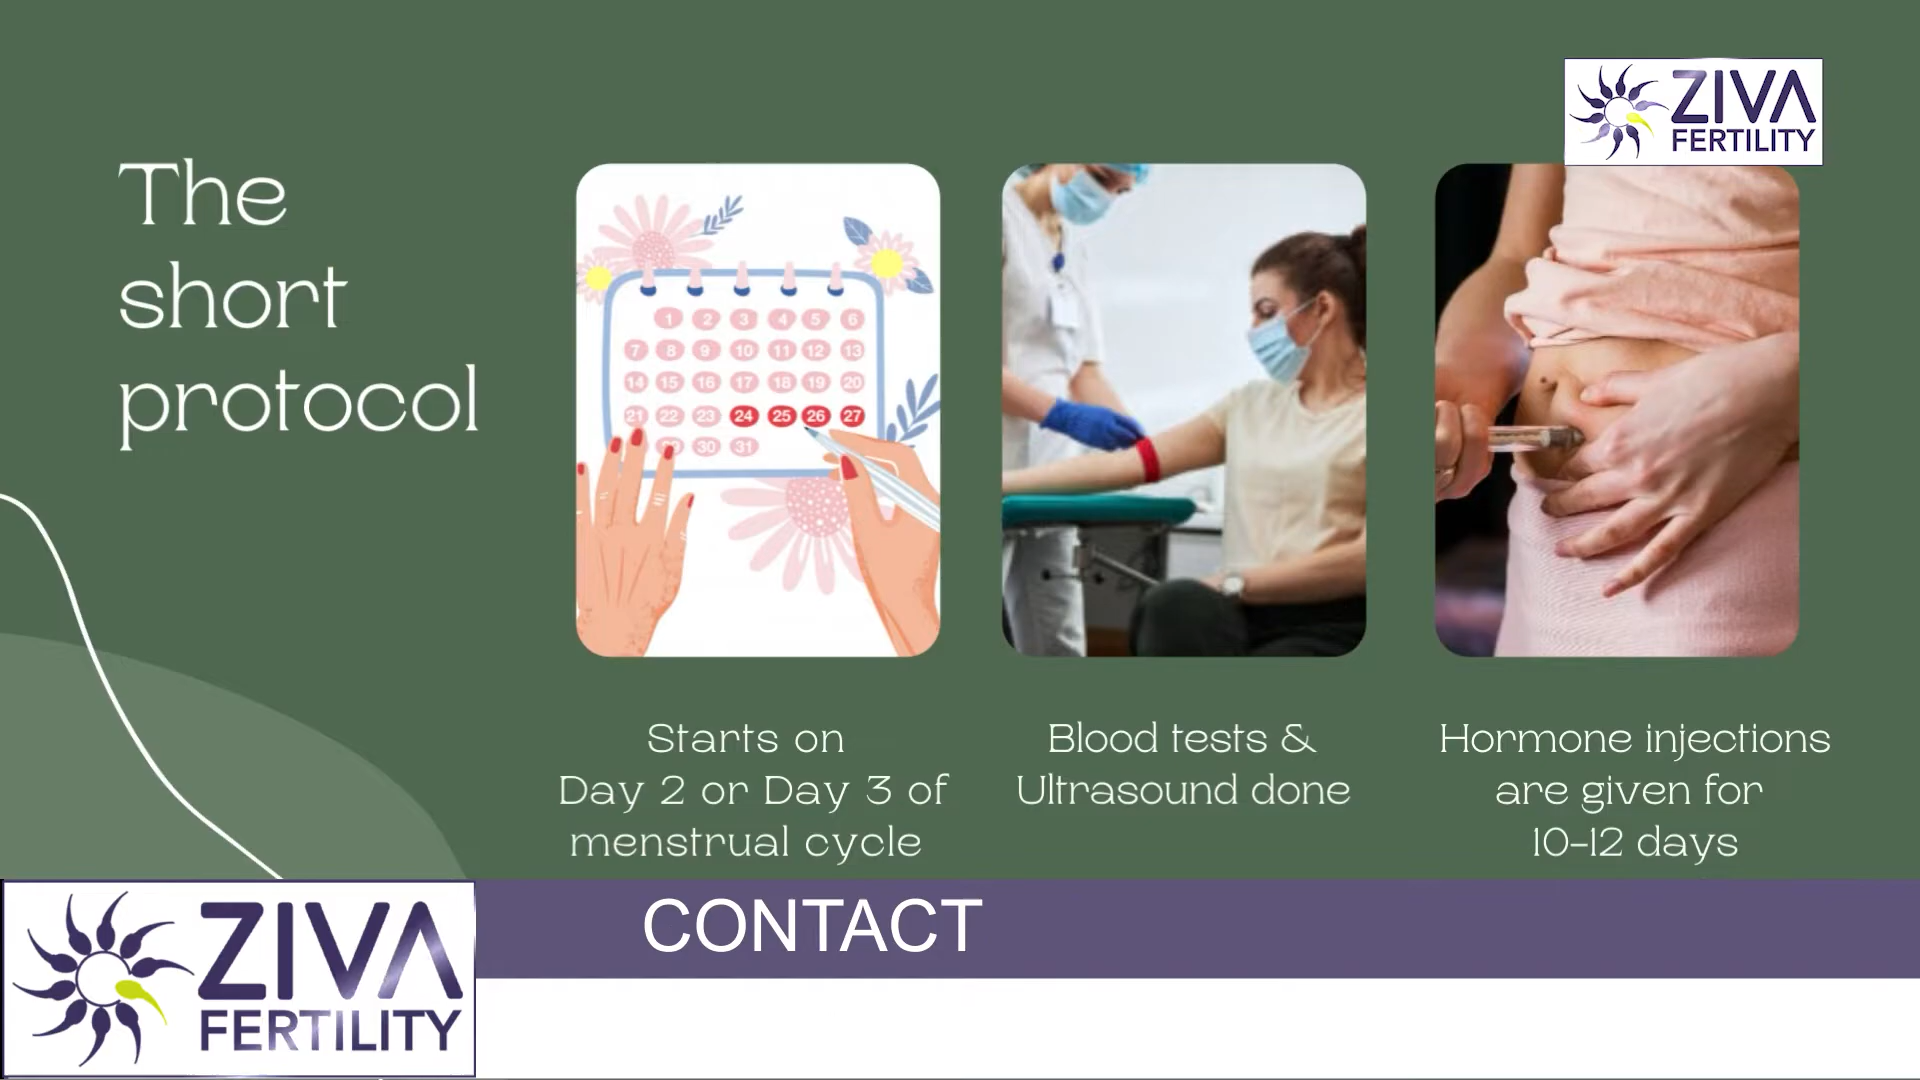 ZIVA
FERTILITY
The
short
protocol
1 2 3 4 5 6
7 8 9 10 11 12 13
14 15 16 17 18 19 20
21 22 23 24 25 26 27
30 31
Starts on
Day 2 or Day 3 of
menstrual cycle
Blood tests &
Ultrasound done
Hormone injections
are given for
10-12 days
CONTACT
ZIVA
FERTILITY